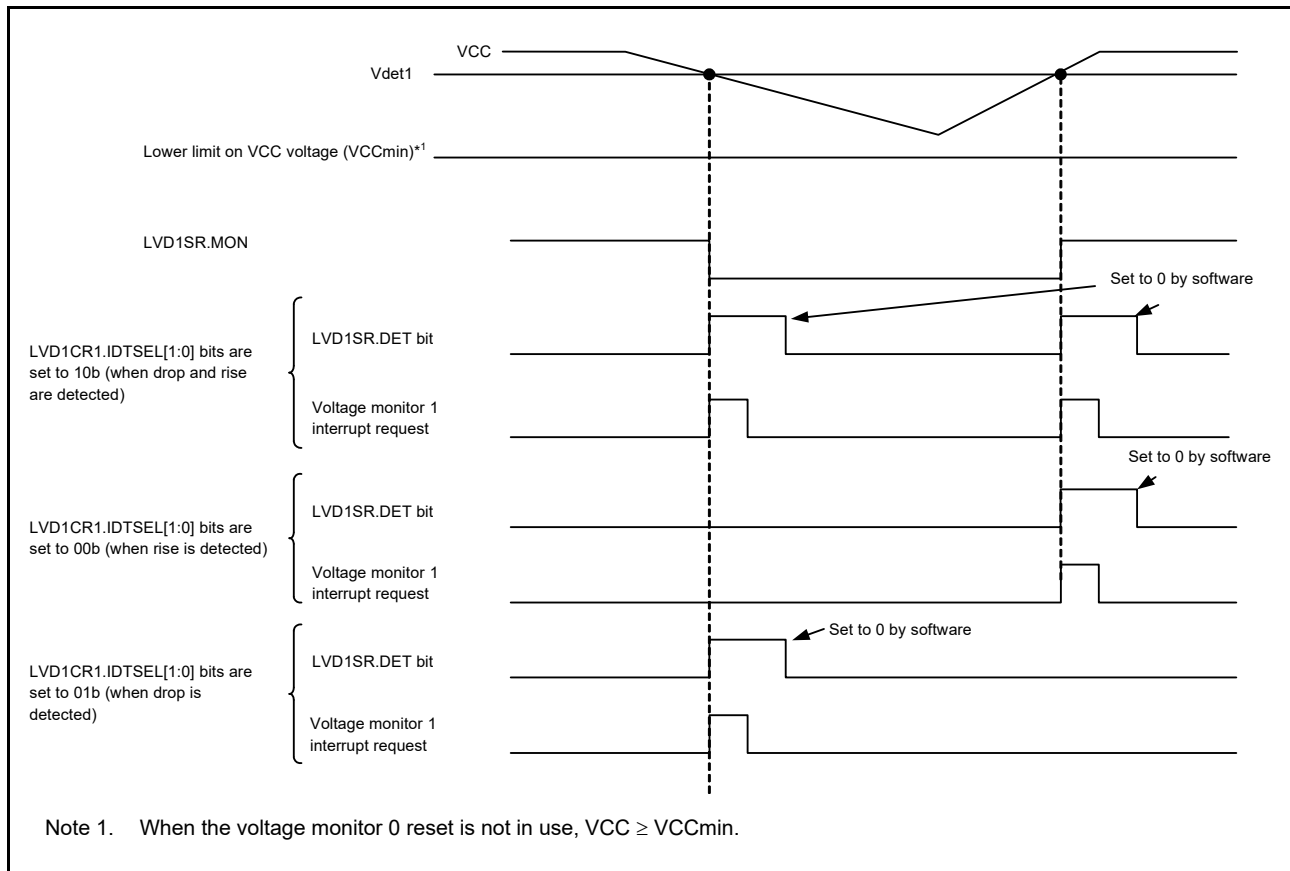 VCC
Vdet1
Lower limit on VCC voltage (VCCmin)*1
LVD1SR.MON
Set to 0 by software
LVD1CR1.IDTSEL[1:0] bits are
set to 10b (when drop and rise
are detected)
LVD1SR.DET bit
Voltage monitor 1
interrupt request
Set to 0 by software
LVD1CR1.IDTSEL[1:0] bits are
set to 00b (when rise is detected)
LVD1SR.DET bit
Voltage monitor 1
interrupt request
Set to 0 by software
LVD1CR1.IDTSEL[1:0] bits are
set to 01b (when drop is
detected)
LVD1SR.DET bit
Voltage monitor 1
interrupt request
Note 1. When the voltage monitor 0 reset is not in use, VCC ≥ VCCmin.